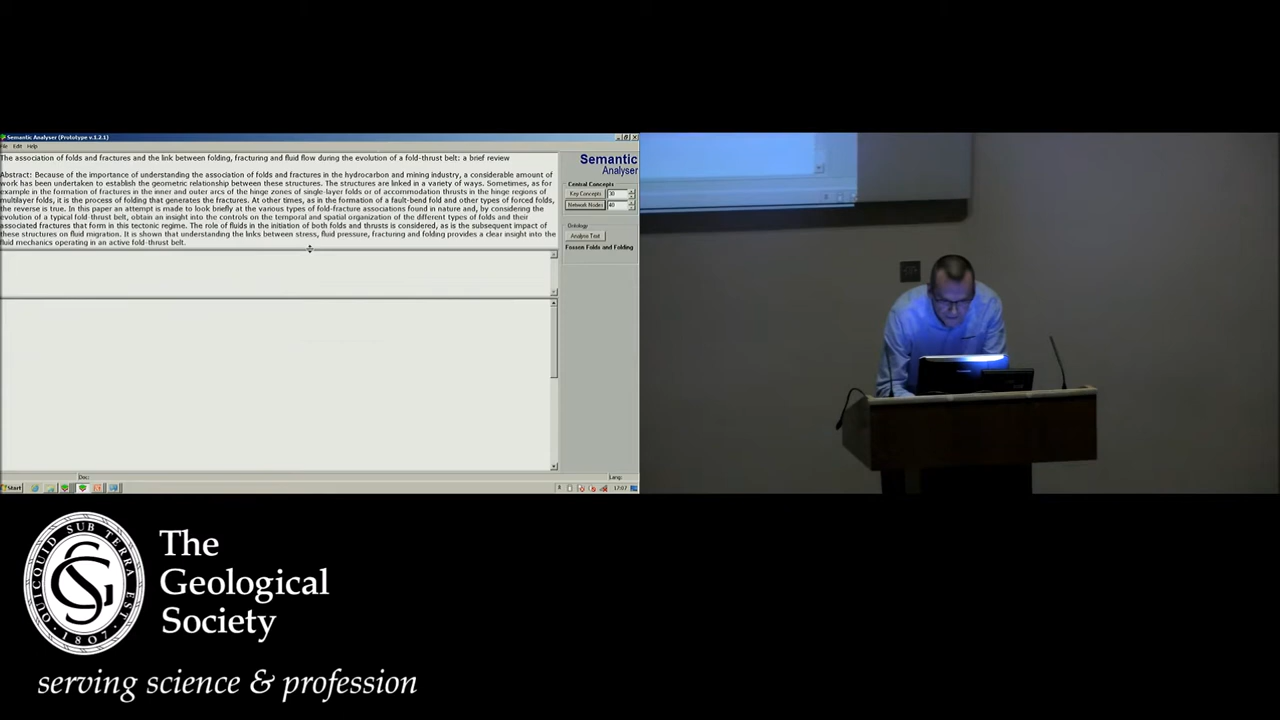 Semantic Analyser (Prototype v.1.2.1)
File Edit Help
The association of folds and fractures and the link between folding, fracturing and fluid flow during the evolution of a fold-thrust belt: a brief review
Abstract: Because of the importance of understanding the association of folds and fractures in the hydrocarbon and mining industry, a considerable amount of
work has been undertaken to establish the geometric relationship between these structures. The structures are linked in a variety of ways. Sometimes, as for
example in the formation of fractures in the inner and outer arcs of the hinge zones of single-layer folds or of accommodation thrusts in the hinge regions of
multilayer folds, it is the process of folding that generates the fractures. At other times, as in the formation of a fault-bend fold and other types of forced folds,
the reverse is true. In this paper an attempt is made to look briefly at the various types of fold-fracture associations found in nature and, by considering the
evolution of a typical fold-thrust belt, obtain an insight into the controls on the temporal and spatial organization of the different types of folds and their
associated fractures that form in this tectonic regime. The role of fluids in the initiation of both folds and thrusts is considered, as is the subsequent impact of
these structures on fluid migration. It is shown that understanding the links between stress, fluid pressure, fracturing and folding provides a clear insight into the
fluid mechanics operating in an active fold-thrust belt.
Semantic
Analyser
Central Concepts
Key Concepts 30
Network Nodes 40
Ontology
Analyse Text
Fossen Folds and Folding
Doc: Lang:
Start 17:07
QUICQUID SUB TERRA EST
1807
The
Geological
Society
serving science & profession